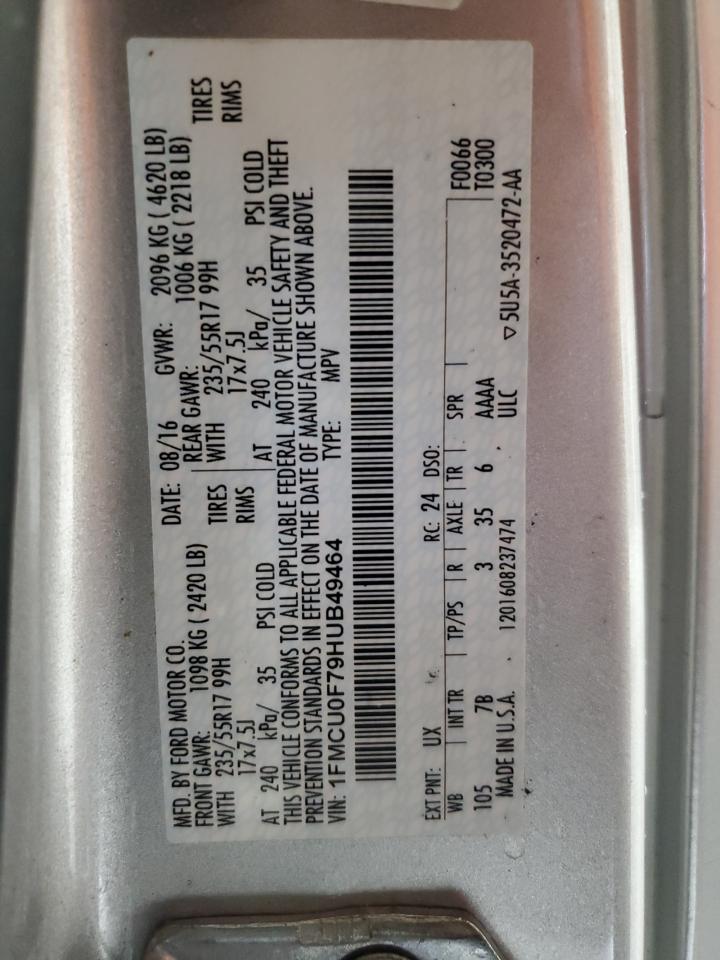 MFD. BY FORD MOTOR CO.
DATE: 08/16 GVWR: 2096 KG ( 4620 LB)
FRONT GAWR: 1098 KG ( 2420 LB) REAR GAWR: 1006 KG ( 2218 LB)
WITH 235/55R17 99H TIRES WITH 235/55R17 99H TIRES
17x7.5J RIMS 17x7.5J RIMS
AT 240 kPa/ 35 PSI COLD AT 240 kPa/ 35 PSI COLD
THIS VEHICLE CONFORMS TO ALL APPLICABLE FEDERAL MOTOR VEHICLE SAFETY AND THEFT
PREVENTION STANDARDS IN EFFECT ON THE DATE OF MANUFACTURE SHOWN ABOVE.
VIN: 1FMCU0F79HUB49464 TYPE: MPV
EXT PNT: UX RC: 24 DSO: F0066
WB INT TR TP/PS R AXLE TR SPR T0300
105 7B 3 35 6 AAAA
MADE IN U.S.A. 1201608237474 ULC ▽5U5A-3520472-AA